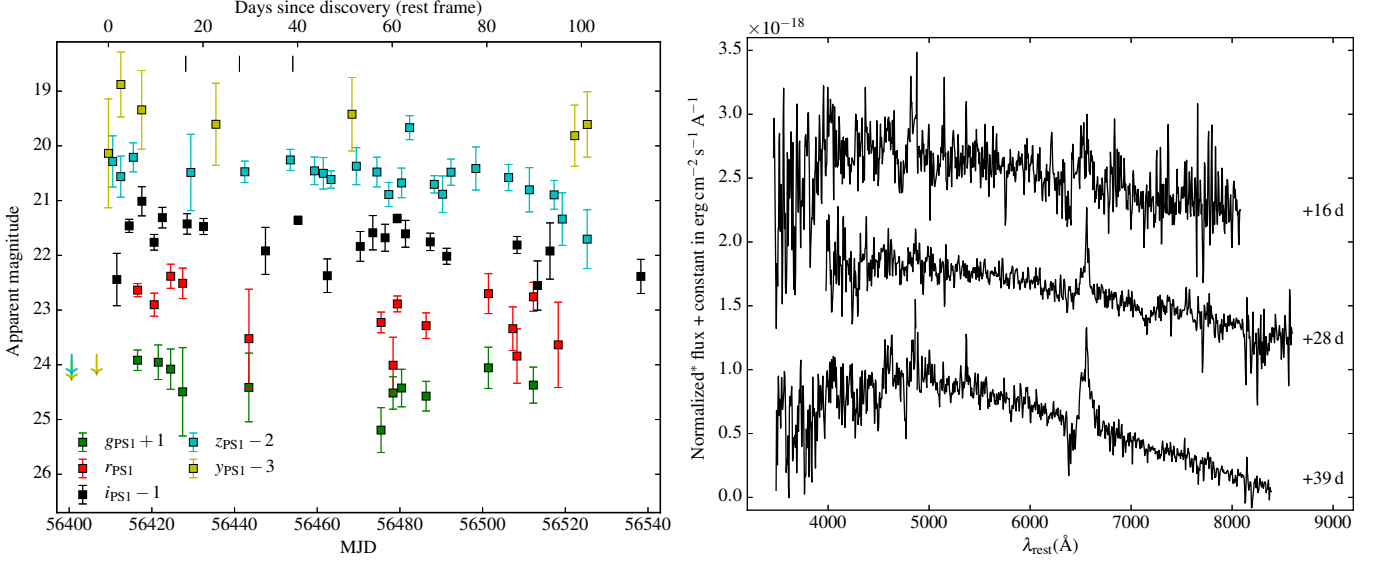 Days since discovery (rest frame)
0 20 40 60 80 100
Apparent magnitude
19
20
21
22
23
24
25
26
g_PS1 + 1
r_PS1
i_PS1 − 1
z_PS1 − 2
y_PS1 − 3
56400 56420 56440 56460 56480 56500 56520 56540
MJD
×10^−18
Normalized* flux + constant in erg cm^−2 s^−1 A^−1
3.5
3.0
2.5
2.0
1.5
1.0
0.5
0.0
+16 d
+28 d
+39 d
4000 5000 6000 7000 8000 9000
λ_rest(Å)